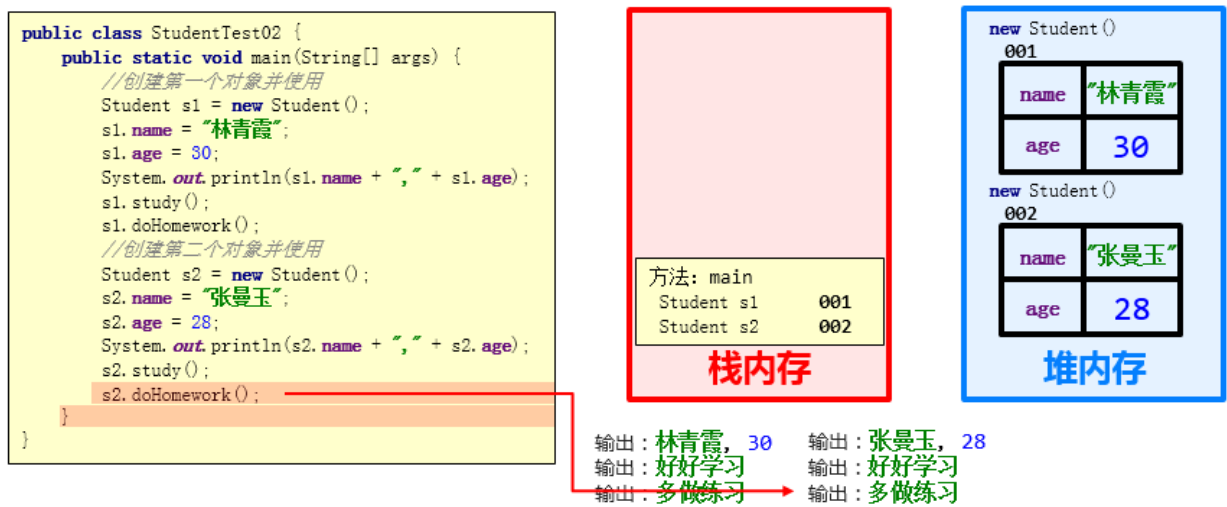 public class StudentTest02 {
public static void main(String[] args) {
//创建第一个对象并使用
Student s1 = new Student();
s1.name = "林青霞";
s1.age = 30;
System.out.println(s1.name + "," + s1.age);
s1.study();
s1.doHomework();
//创建第二个对象并使用
Student s2 = new Student();
s2.name = "张曼玉";
s2.age = 28;
System.out.println(s2.name + "," + s2.age);
s2.study();
s2.doHomework();
}
}
方法: main
Student s1 001
Student s2 002
栈内存
new Student()
001
name "林青霞"
age 30
new Student()
002
name "张曼玉"
age 28
堆内存
输出:林青霞, 30
输出:好好学习
输出:多做练习
输出:张曼玉, 28
输出:好好学习
输出:多做练习